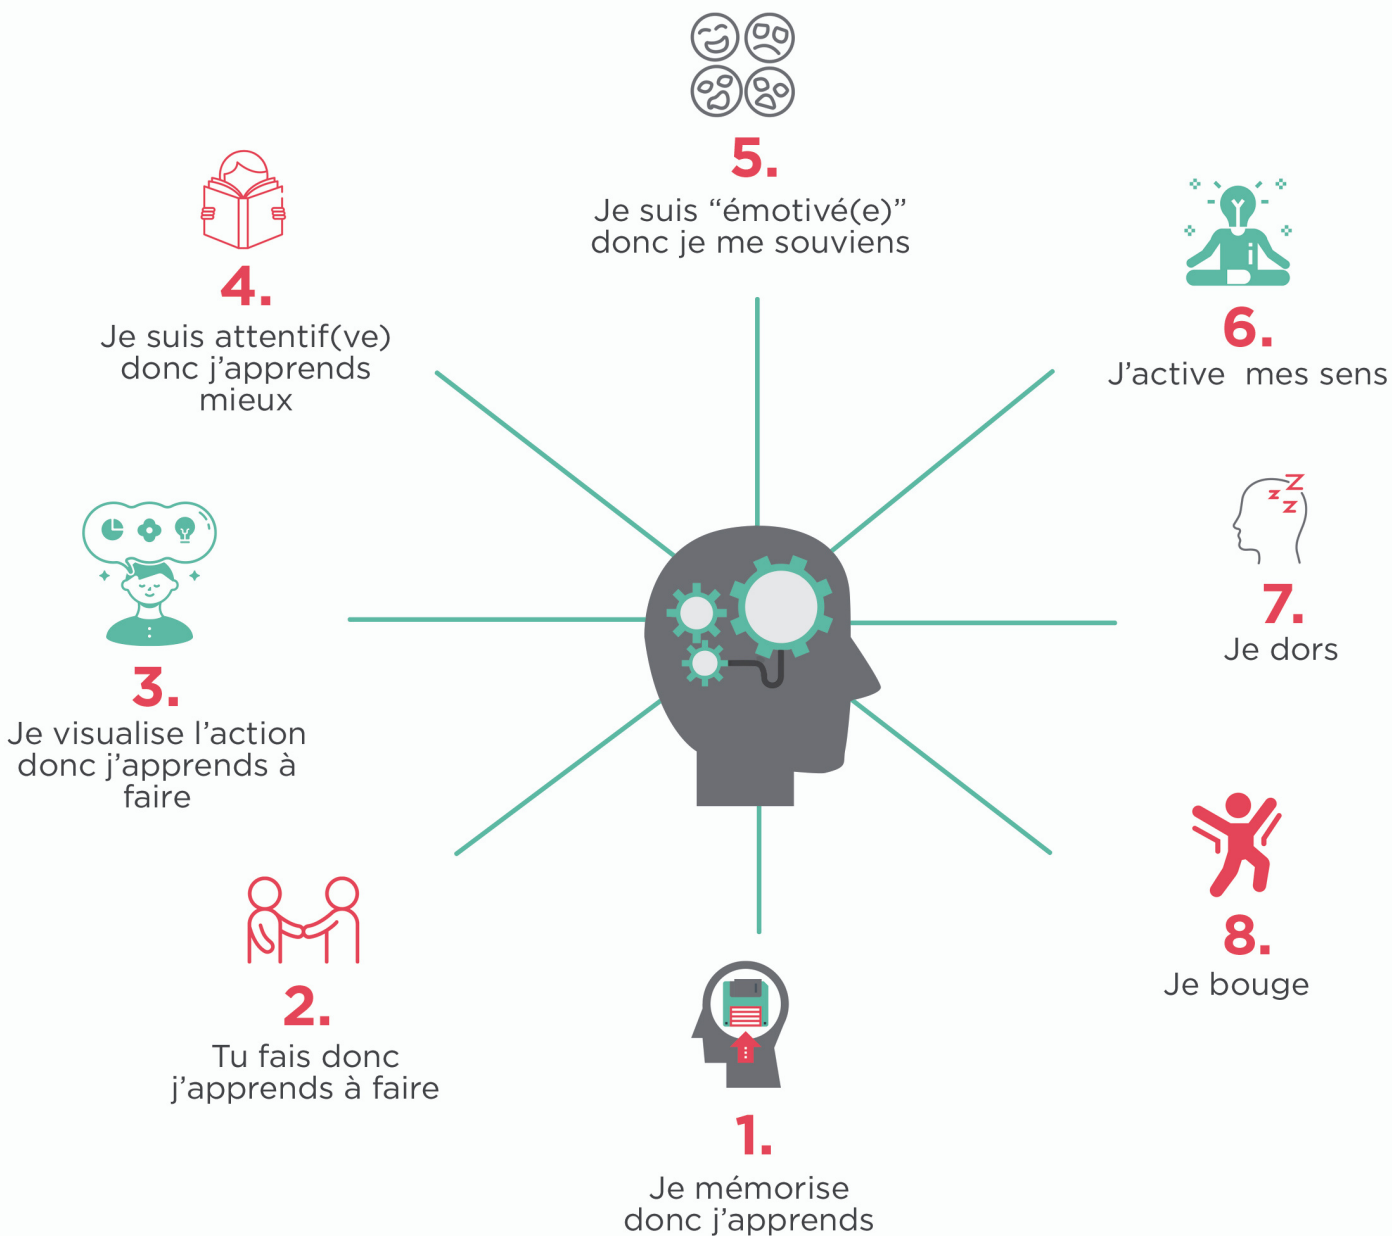 5.
Je suis “émotivé(e)”
donc je me souviens
4.
Je suis attentif(ve)
donc j’apprends
mieux
6.
J’active  mes sens
3.
Je visualise l’action
donc j’apprends à
faire
7.
Je dors
2.
Tu fais donc
j’apprends à faire
8.
Je bouge
1.
Je mémorise
donc j’apprends